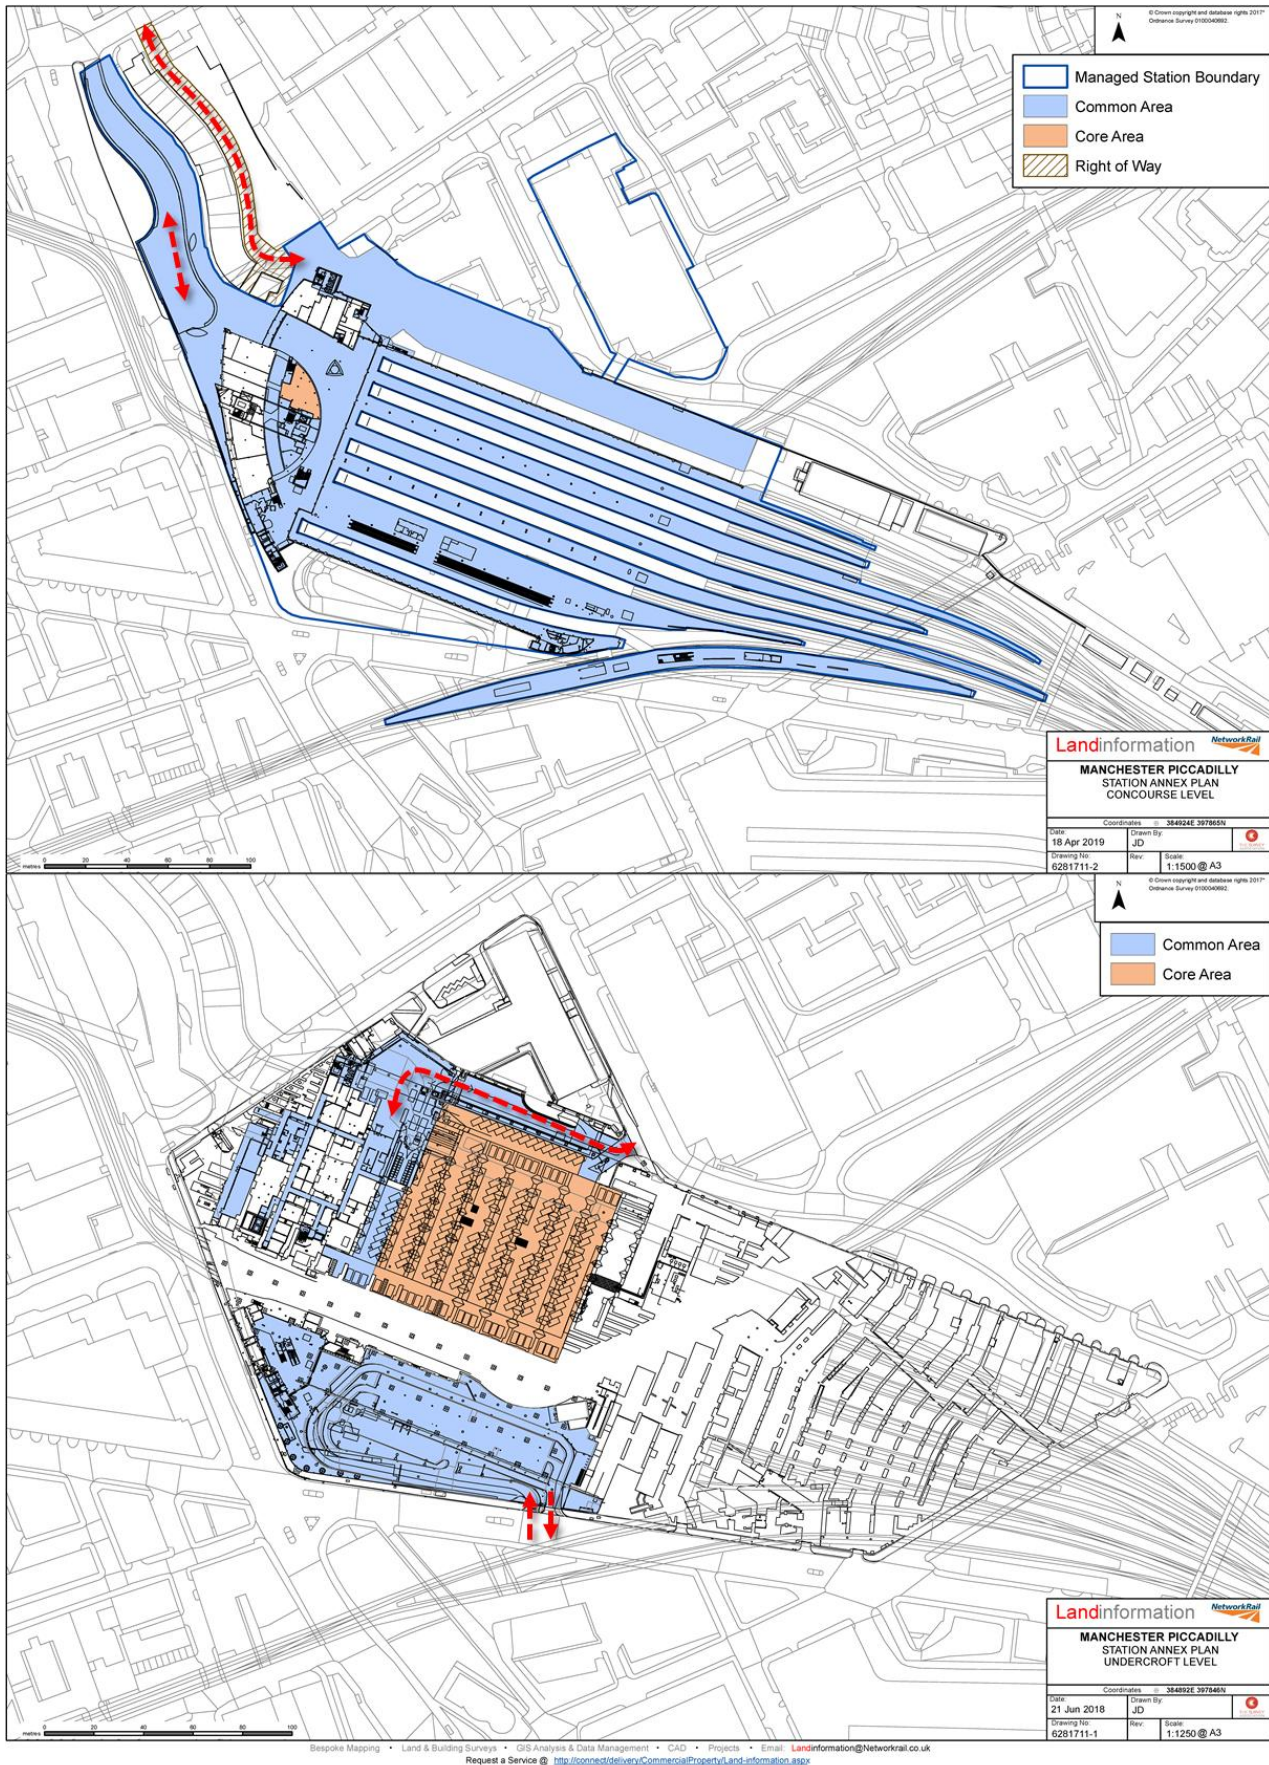 N
© Crown copyright and database rights 2017*
Ordnance Survey 0100040692.
Managed Station Boundary
Common Area
Core Area
Right of Way
Landinformation NetworkRail
MANCHESTER PICCADILLY
STATION ANNEX PLAN
CONCOURSE LEVEL
Coordinates 384924E 397865N
Date: Drawn By:
18 Apr 2019 JD
Drawing No: Rev: Scale:
6281711-2 1:1500 @ A3
metres 0 20 40 60 80 100
N
© Crown copyright and database rights 2017*
Ordnance Survey 0100040692.
Common Area
Core Area
Landinformation NetworkRail
MANCHESTER PICCADILLY
STATION ANNEX PLAN
UNDERCROFT LEVEL
Coordinates 384892E 397846N
Date: Drawn By:
21 Jun 2018 JD
Drawing No: Rev: Scale:
6281711-1 1:1250 @ A3
metres 0 20 40 60 80 100
Bespoke Mapping • Land & Building Surveys • GIS Analysis & Data Management • CAD • Projects • Email: Landinformation@Networkrail.co.uk
Request a Service @ http://connect/delivery/CommercialProperty/Land-information.aspx